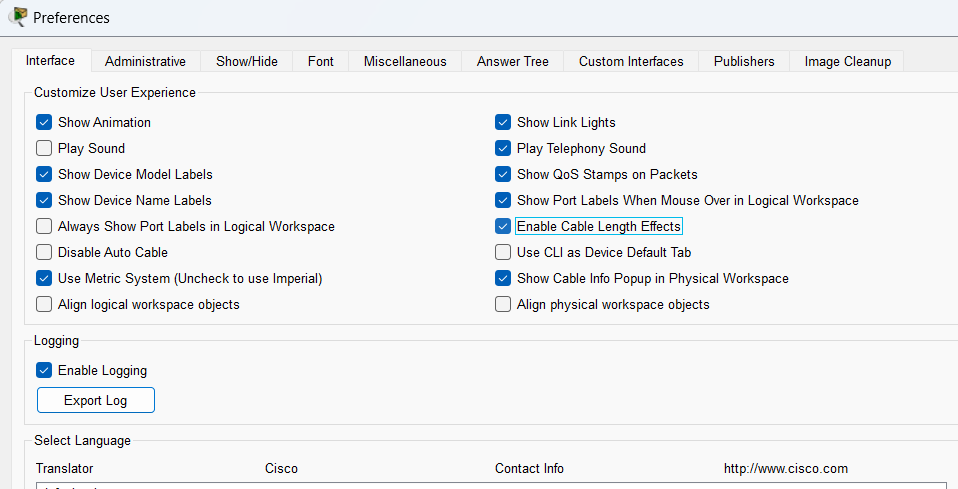 Preferences
Interface Administrative Show/Hide Font Miscellaneous Answer Tree Custom Interfaces Publishers Image Cleanup
Customize User Experience
Show Animation Show Link Lights
Play Sound Play Telephony Sound
Show Device Model Labels Show QoS Stamps on Packets
Show Device Name Labels Show Port Labels When Mouse Over in Logical Workspace
Always Show Port Labels in Logical Workspace Enable Cable Length Effects
Disable Auto Cable Use CLI as Device Default Tab
Use Metric System (Uncheck to use Imperial) Show Cable Info Popup in Physical Workspace
Align logical workspace objects Align physical workspace objects
Logging
Enable Logging
Export Log
Select Language
Translator Cisco Contact Info http://www.cisco.com